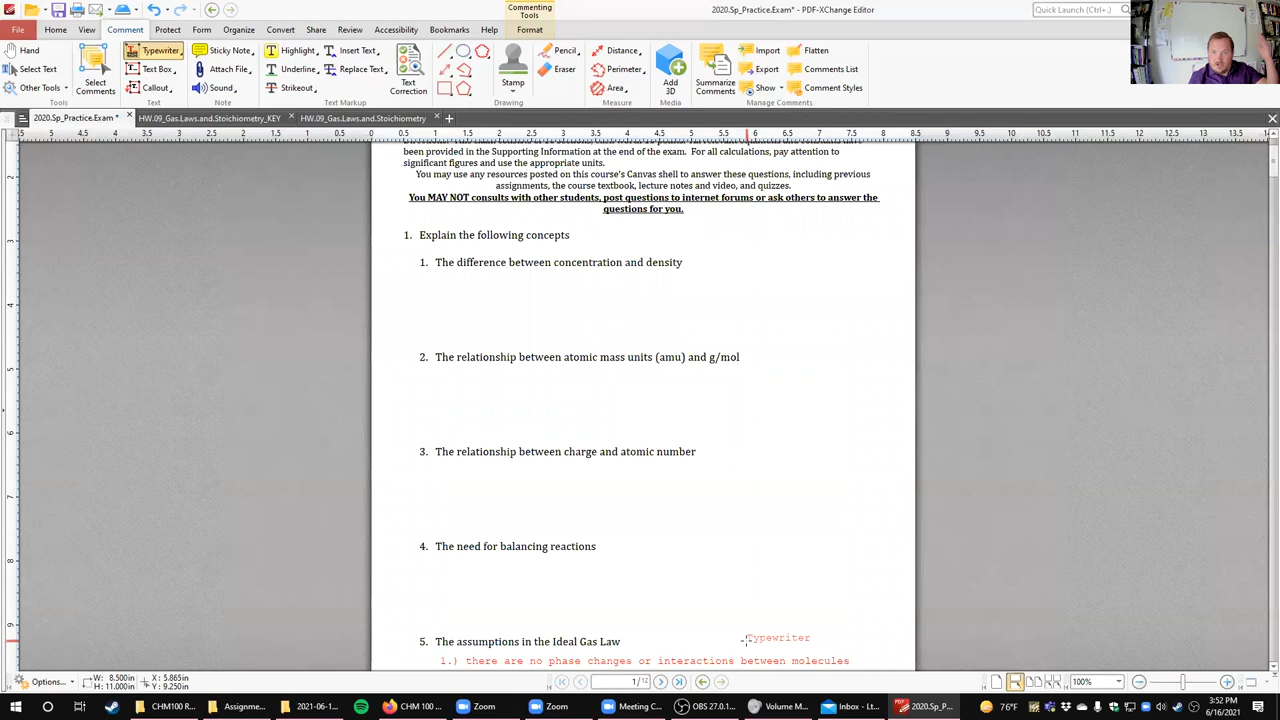 Commenting Tools
2020.Sp_Practice.Exam* - PDF-XChange Editor
Quick Launch (Ctrl+.)
File
Home
View
Comment
Protect
Form
Organize
Convert
Share
Review
Accessibility
Bookmarks
Help
Format
Hand
Select Text
Other Tools
Select Comments
Tools
Typewriter
Text Box
Callout
Text
Sticky Note
Attach File
Sound
Note
Highlight
Underline
Strikeout
Insert Text
Replace Text
Text Correction
Text Markup
Stamp
Pencil
Eraser
Drawing
Distance
Perimeter
Area
Measure
Add 3D
Media
Summarize Comments
Import
Export
Show
Flatten
Comments List
Comment Styles
Manage Comments
2020.Sp_Practice.Exam *
HW.09_Gas.Laws.and.Stoichiometry_KEY
HW.09_Gas.Laws.and.Stoichiometry
been provided in the Supporting Information at the end of the exam. For all calculations, pay attention to
significant figures and use the appropriate units.
You may use any resources posted on this course's Canvas shell to answer these questions, including previous
assignments, the course textbook, lecture notes and video, and quizzes.
You MAY NOT consults with other students, post questions to internet forums or ask others to answer the
questions for you.
1. Explain the following concepts
1. The difference between concentration and density
2. The relationship between atomic mass units (amu) and g/mol
3. The relationship between charge and atomic number
4. The need for balancing reactions
5. The assumptions in the Ideal Gas Law
Typewriter
1.) there are no phase changes or interactions between molecules
Options...
W: 8.500in
H: 11.000in
X: 5.865in
Y: 9.250in
1 / 12
100%
CHM100 R...
Assignme...
2021-06-1...
CHM 100 ...
Zoom
Zoom
Meeting C...
OBS 27.0.1...
Volume M...
Inbox - Lt...
2020.Sp_P...
76°F
3:52 PM
6/16/2021